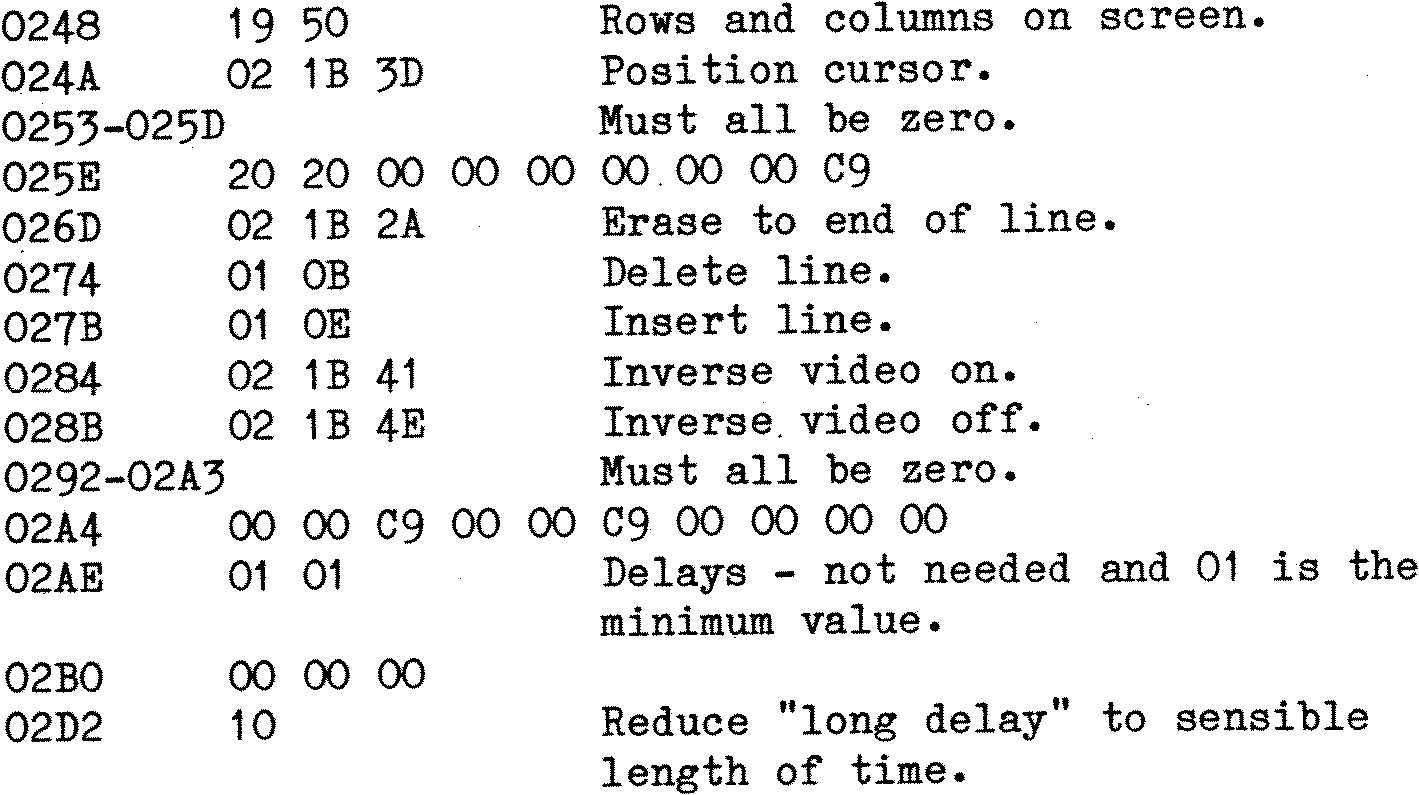 0248 19 50 Rows and columns on screen.
024A 02 1B 3D Position cursor.
0253-025D Must all be zero.
025E 20 20 00 00 00 00 00 00 C9
026D 02 1B 2A Erase to end of line.
0274 01 0B Delete line.
027B 01 0E Insert line.
0284 02 1B 41 Inverse video on.
028B 02 1B 4E Inverse video off.
0292-02A3 Must all be zero.
02A4 00 00 C9 00 00 C9 00 00 00 00
02AE 01 01 Delays - not needed and 01 is the
minimum value.
02B0 00 00 00
02D2 10 Reduce "long delay" to sensible
length of time.